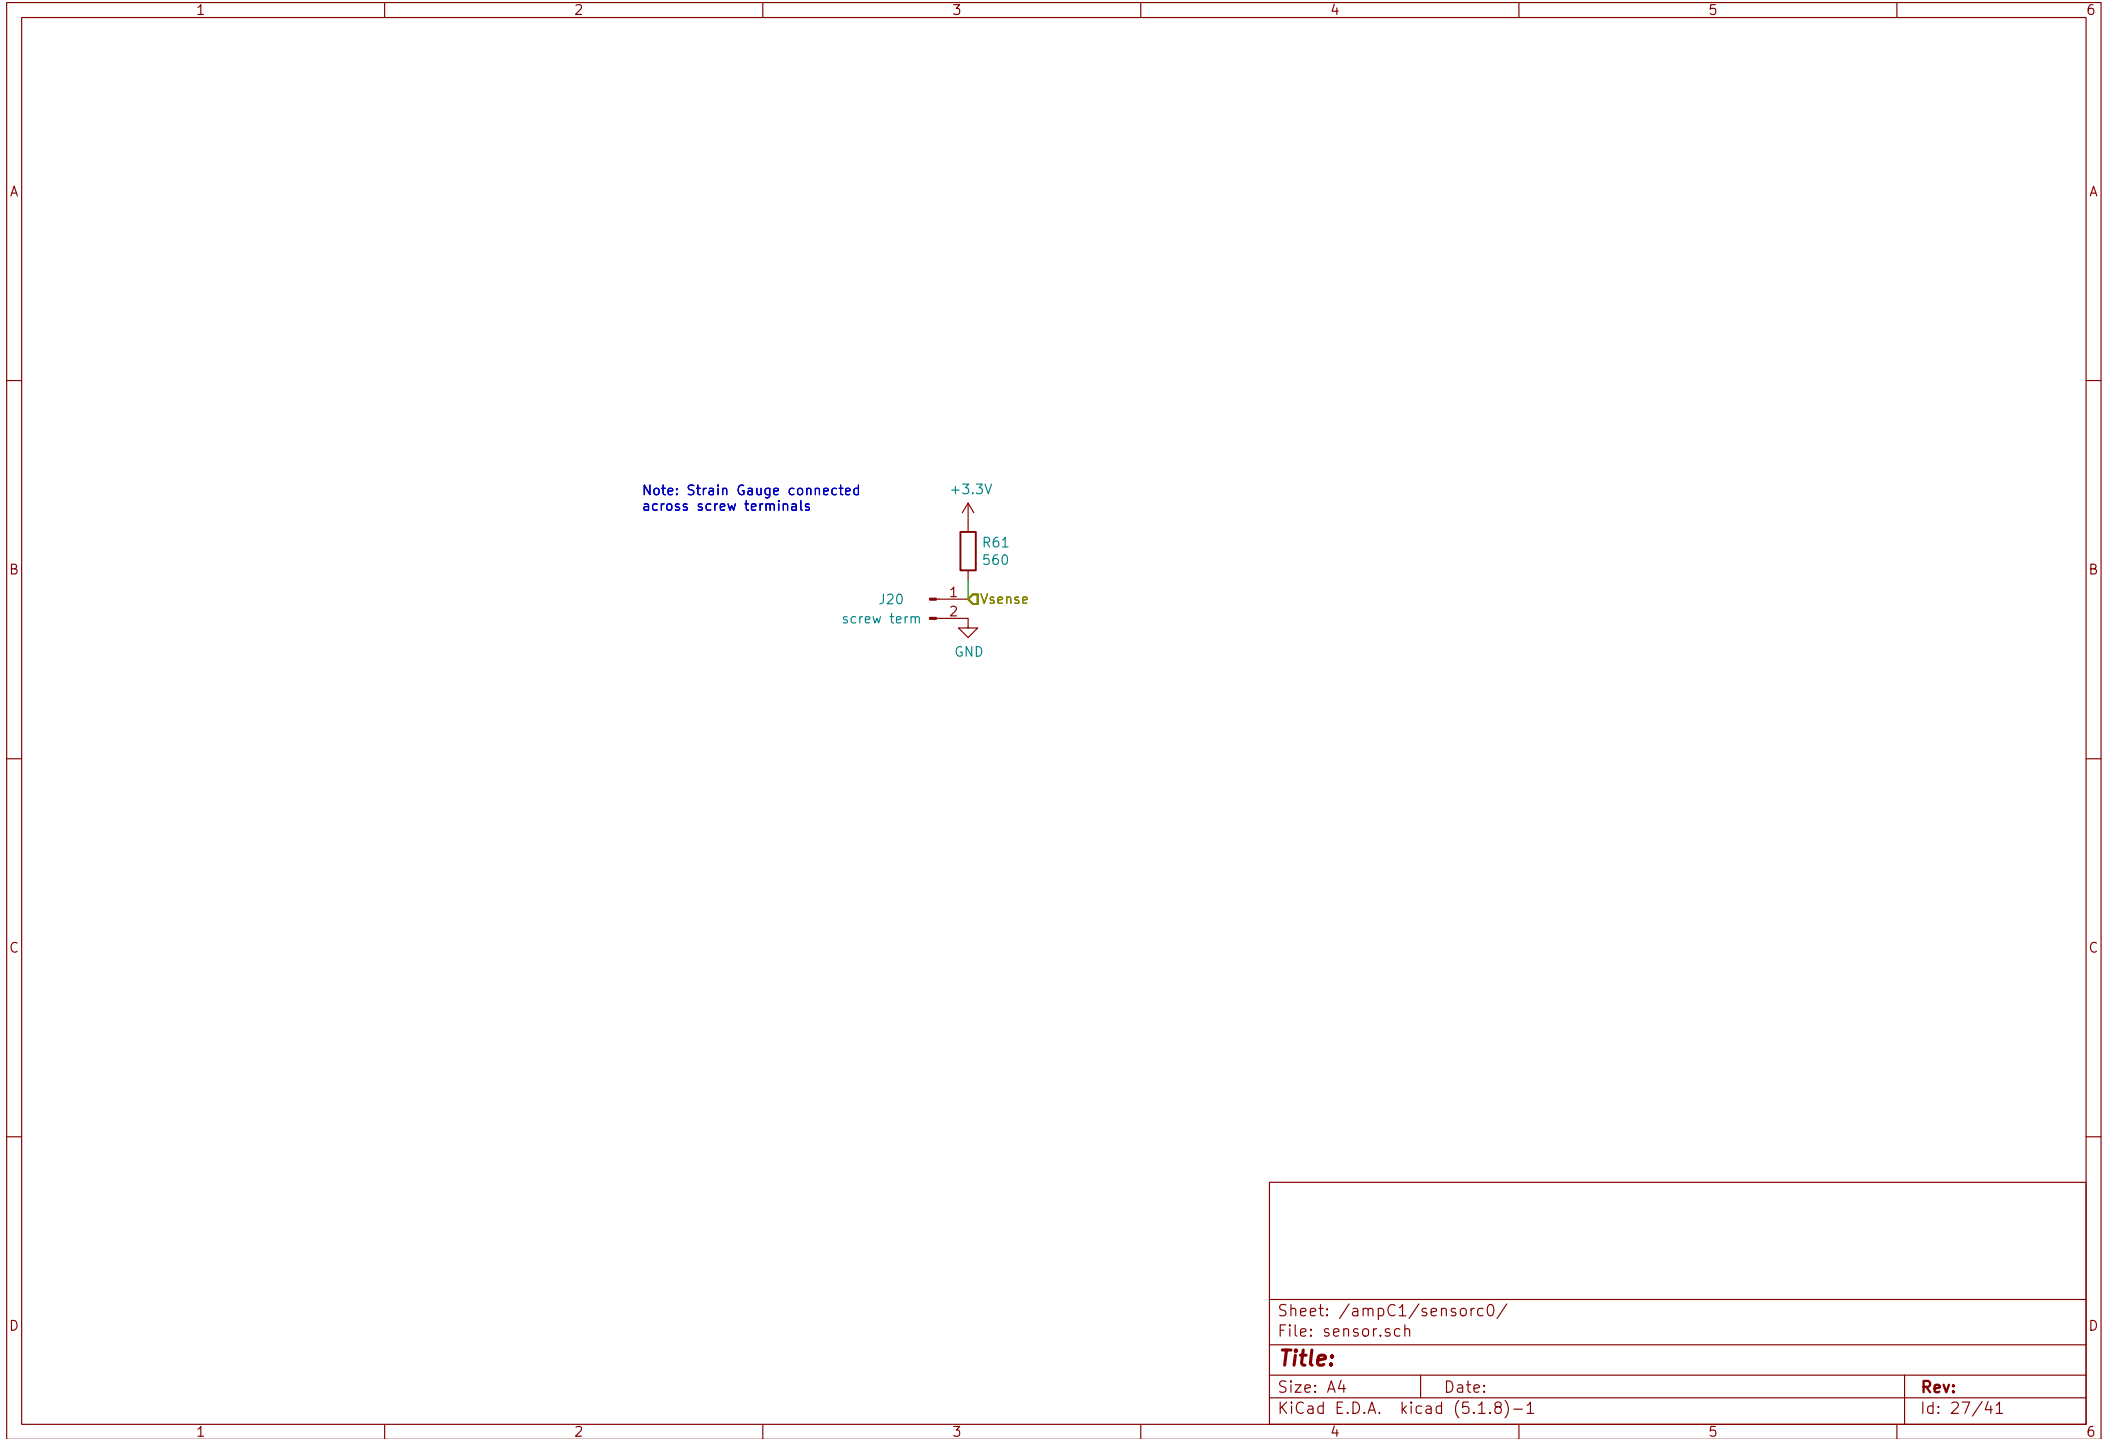 1 2 3 4 5 6
A A
Note: Strain Gauge connected
across screw terminals
+3.3V
R61
560
B B
J20
screw term
1
2
Vsense
GND
C C
Sheet: /ampC1/sensorc0/
File: sensor.sch
D D
Title:
Size: A4 Date: Rev:
KiCad E.D.A. kicad (5.1.8)-1 Id: 27/41
1 2 3 4 5 6